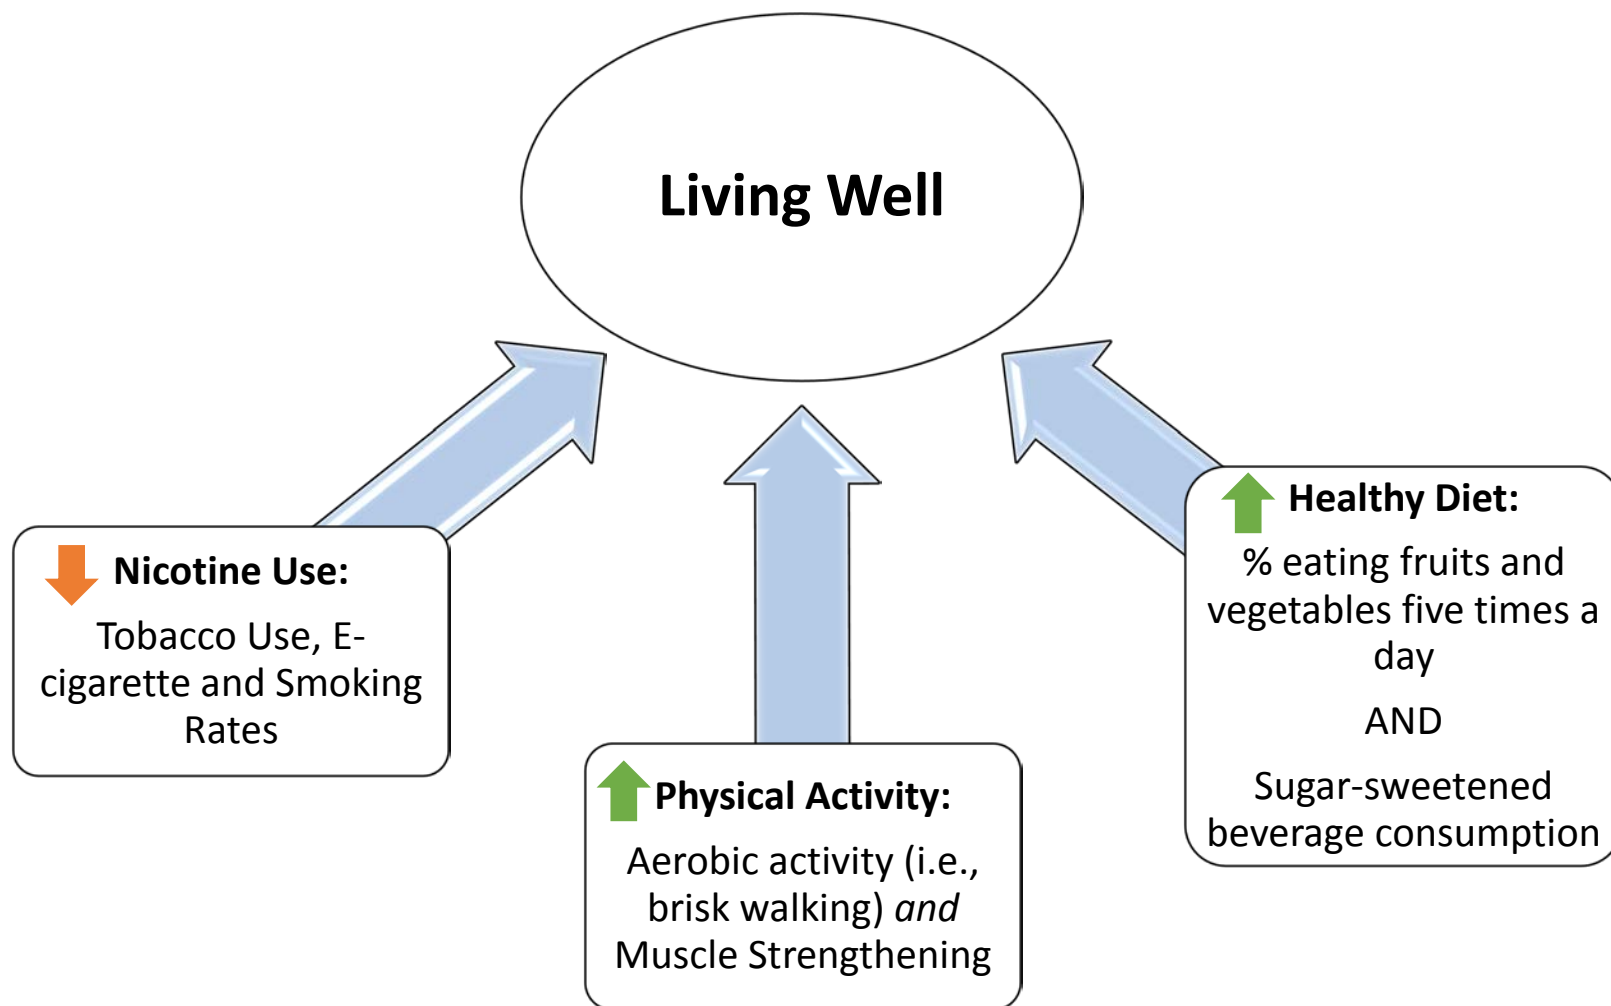 Living Well
Nicotine Use:
Tobacco Use, E-
cigarette and Smoking
Rates
Physical Activity:
Aerobic activity (i.e.,
brisk walking) and
Muscle Strengthening
Healthy Diet:
% eating fruits and
vegetables five times a
day
AND
Sugar-sweetened
beverage consumption